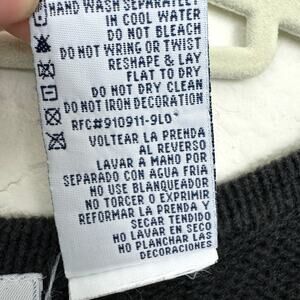 HAND WASH SEPARATELY
IN COOL WATER
DO NOT BLEACH
DO NOT WRING OR TWIST
RESHAPE & LAY
FLAT TO DRY
DO NOT DRY CLEAN
DO NOT IRON DECORATION
RFC#910911-9L0
VOLTEAR LA PRENDA
AL REVERSO
LAVAR A MANO POR
SEPARADO CON AGUA FRIA
NO USE BLANQUEADOR
NO TORCER O EXPRIMIR
REFORMAR LA PRENDA Y
SECAR TENDIDO
NO LAVAR EN SECO
NO PLANCHAR LAS
DECORACIONES